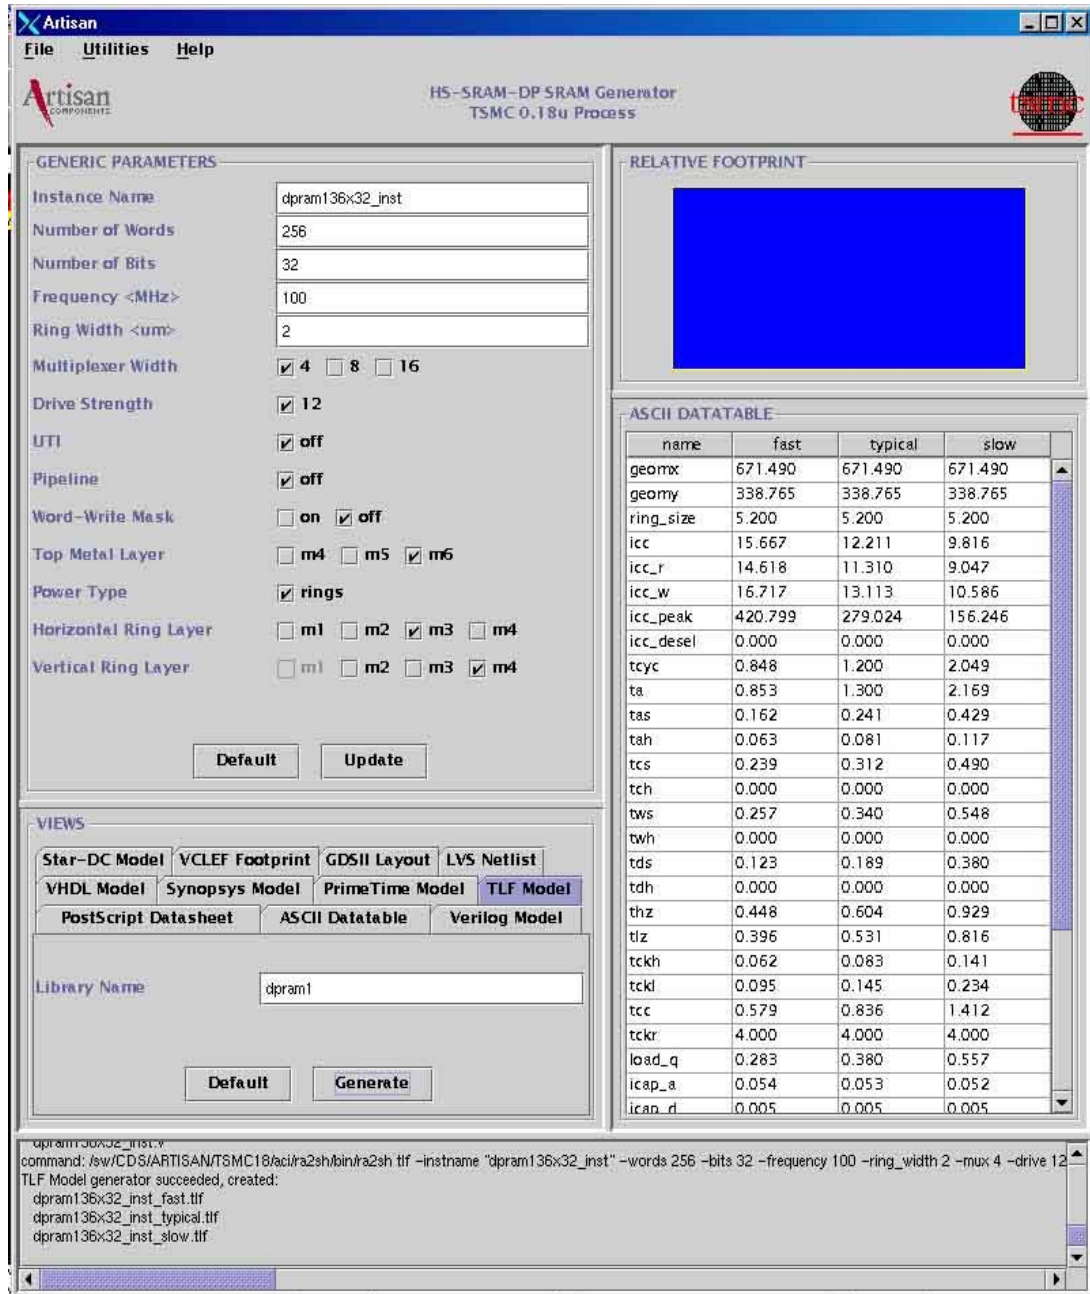 Artisan
File Utilities Help
Artisan
COMPONENTS
HS-SRAM-DP SRAM Generator
TSMC 0.18u Process
tsmc
GENERIC PARAMETERS
Instance Name dpram136x32_inst
Number of Words 256
Number of Bits 32
Frequency <MHz> 100
Ring Width <um> 2
Multiplexer Width 4 8 16
Drive Strength 12
UTI off
Pipeline off
Word-Write Mask on off
Top Metal Layer m4 m5 m6
Power Type rings
Horizontal Ring Layer m1 m2 m3 m4
Vertical Ring Layer m1 m2 m3 m4
Default Update
VIEWS
Star-DC Model VCLEF Footprint GDSII Layout LVS Netlist
VHDL Model Synopsys Model PrimeTime Model TLF Model
PostScript Datasheet ASCII Datatable Verilog Model
Library Name dpram1
Default Generate
RELATIVE FOOTPRINT
ASCII DATATABLE
name fast typical slow
geomx 671.490 671.490 671.490
geomy 338.765 338.765 338.765
ring_size 5.200 5.200 5.200
icc 15.667 12.211 9.816
icc_r 14.618 11.310 9.047
icc_w 16.717 13.113 10.586
icc_peak 420.799 279.024 156.246
icc_desel 0.000 0.000 0.000
tcyc 0.848 1.200 2.049
ta 0.853 1.300 2.169
tas 0.162 0.241 0.429
tah 0.063 0.081 0.117
tcs 0.239 0.312 0.490
tch 0.000 0.000 0.000
tws 0.257 0.340 0.548
twh 0.000 0.000 0.000
tds 0.123 0.189 0.380
tdh 0.000 0.000 0.000
thz 0.448 0.604 0.929
tlz 0.396 0.531 0.816
tckh 0.062 0.083 0.141
tckl 0.095 0.145 0.234
tcc 0.579 0.836 1.412
tckr 4.000 4.000 4.000
load_q 0.283 0.380 0.557
icap_a 0.054 0.053 0.052
icap_d 0.005 0.005 0.005
dpram136x32_inst.v
command: /sw/CDS/ARTISAN/TSMC18/aci/ra2sh/bin/ra2sh tlf -instname "dpram136x32_inst" -words 256 -bits 32 -frequency 100 -ring_width 2 -mux 4 -drive 12
TLF Model generator succeeded, created:
dpram136x32_inst_fast.tlf
dpram136x32_inst_typical.tlf
dpram136x32_inst_slow.tlf